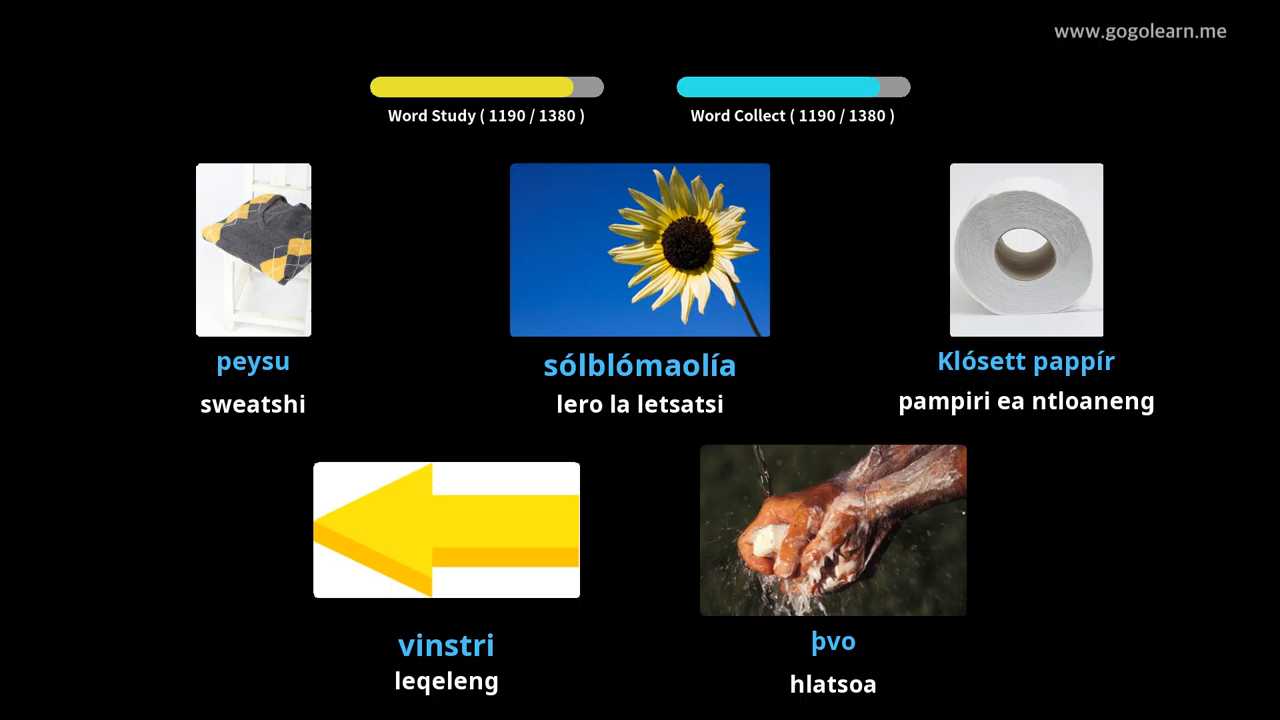 www.gogolearn.me
Word Study ( 1190 / 1380 )
Word Collect ( 1190 / 1380 )
peysu
sweatshi
sólblómaolía
lero la letsatsi
Klósett pappír
pampiri ea ntloaneng
vinstri
leqeleng
þvo
hlatsoa